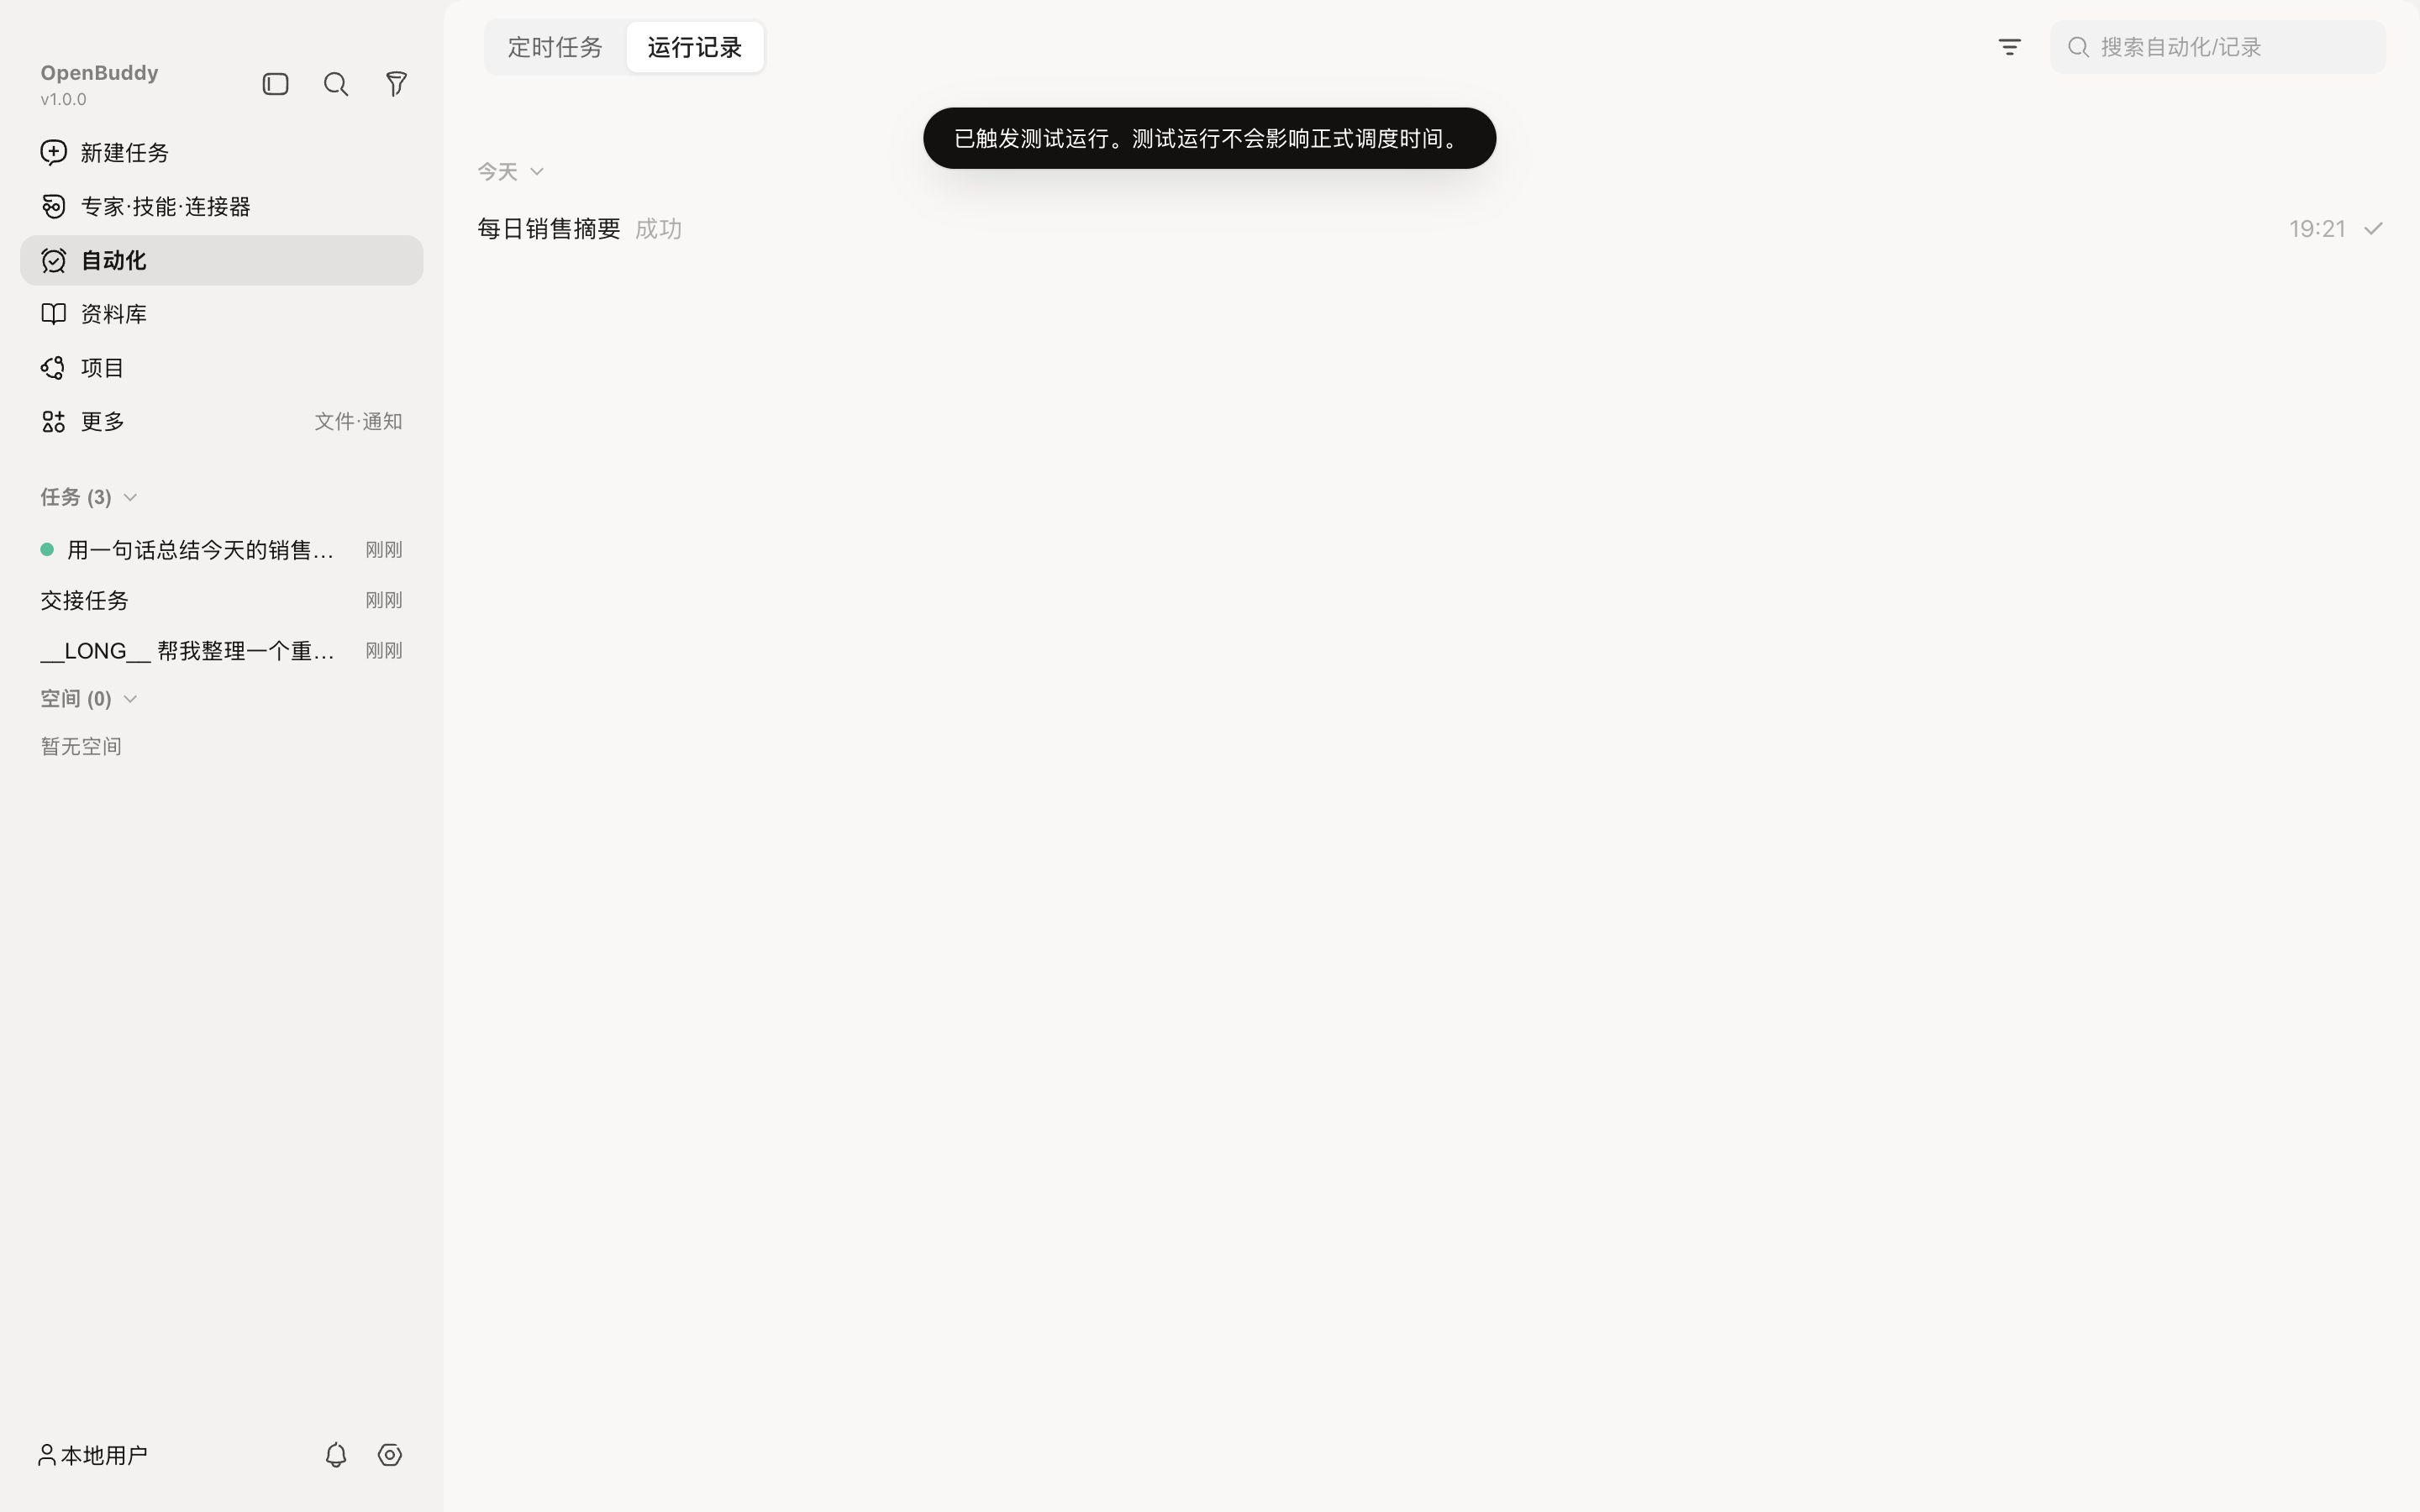 OpenBuddy
v1.0.0
新建任务
专家·技能·连接器
自动化
资料库
项目
更多 文件·通知
任务 (3)
用一句话总结今天的销售... 刚刚
交接任务 刚刚
__LONG__ 帮我整理一个重... 刚刚
空间 (0)
暂无空间
本地用户
定时任务 运行记录
搜索自动化/记录
已触发测试运行。测试运行不会影响正式调度时间。
今天
每日销售摘要 成功 19:21